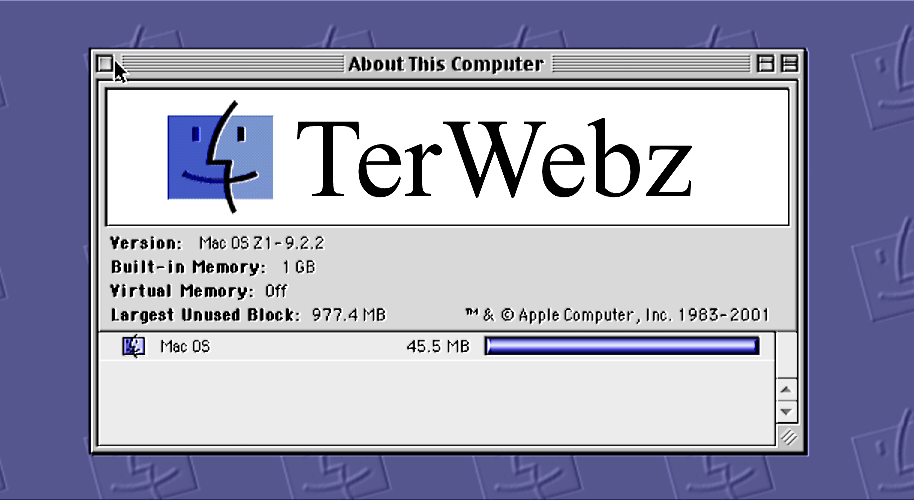 About This Computer
TerWebz
Version: Mac OS Z1-9.2.2
Built-in Memory: 1 GB
Virtual Memory: Off
Largest Unused Block: 977.4 MB ™ & © Apple Computer, Inc. 1983-2001
Mac OS 45.5 MB